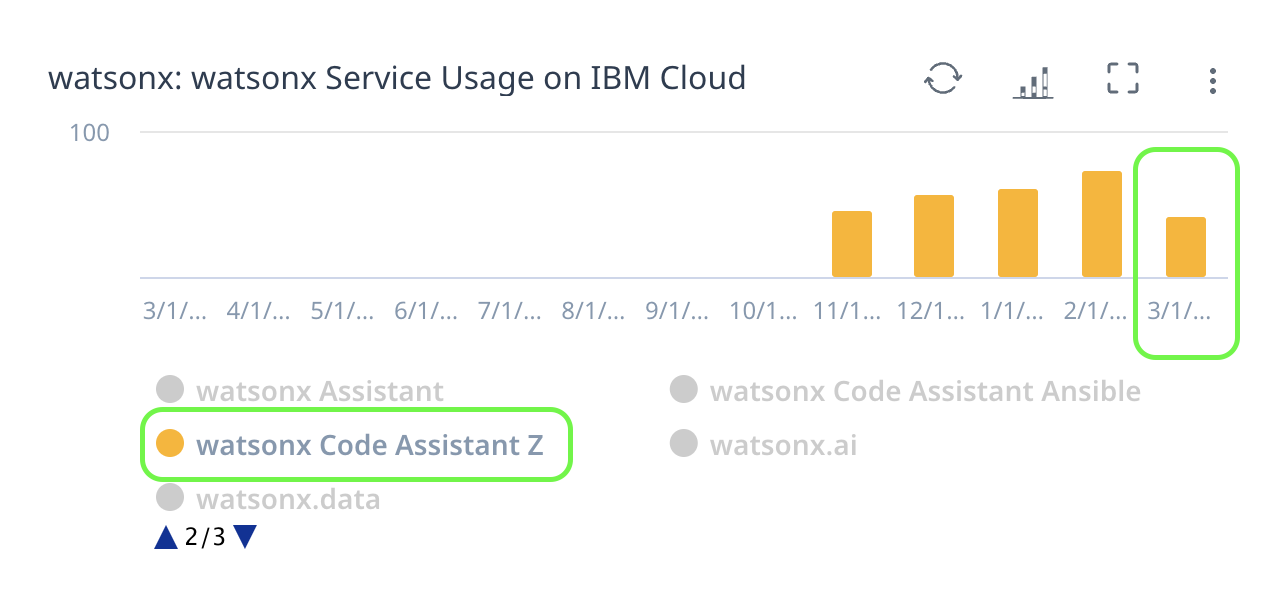 watsonx: watsonx Service Usage on IBM Cloud
100
3/1/... 4/1/... 5/1/... 6/1/... 7/1/... 8/1/... 9/1/... 10/1... 11/1... 12/1... 1/1/... 2/1/... 3/1/...
watsonx Assistant watsonx Code Assistant Ansible
watsonx Code Assistant Z watsonx.ai
watsonx.data
2/3